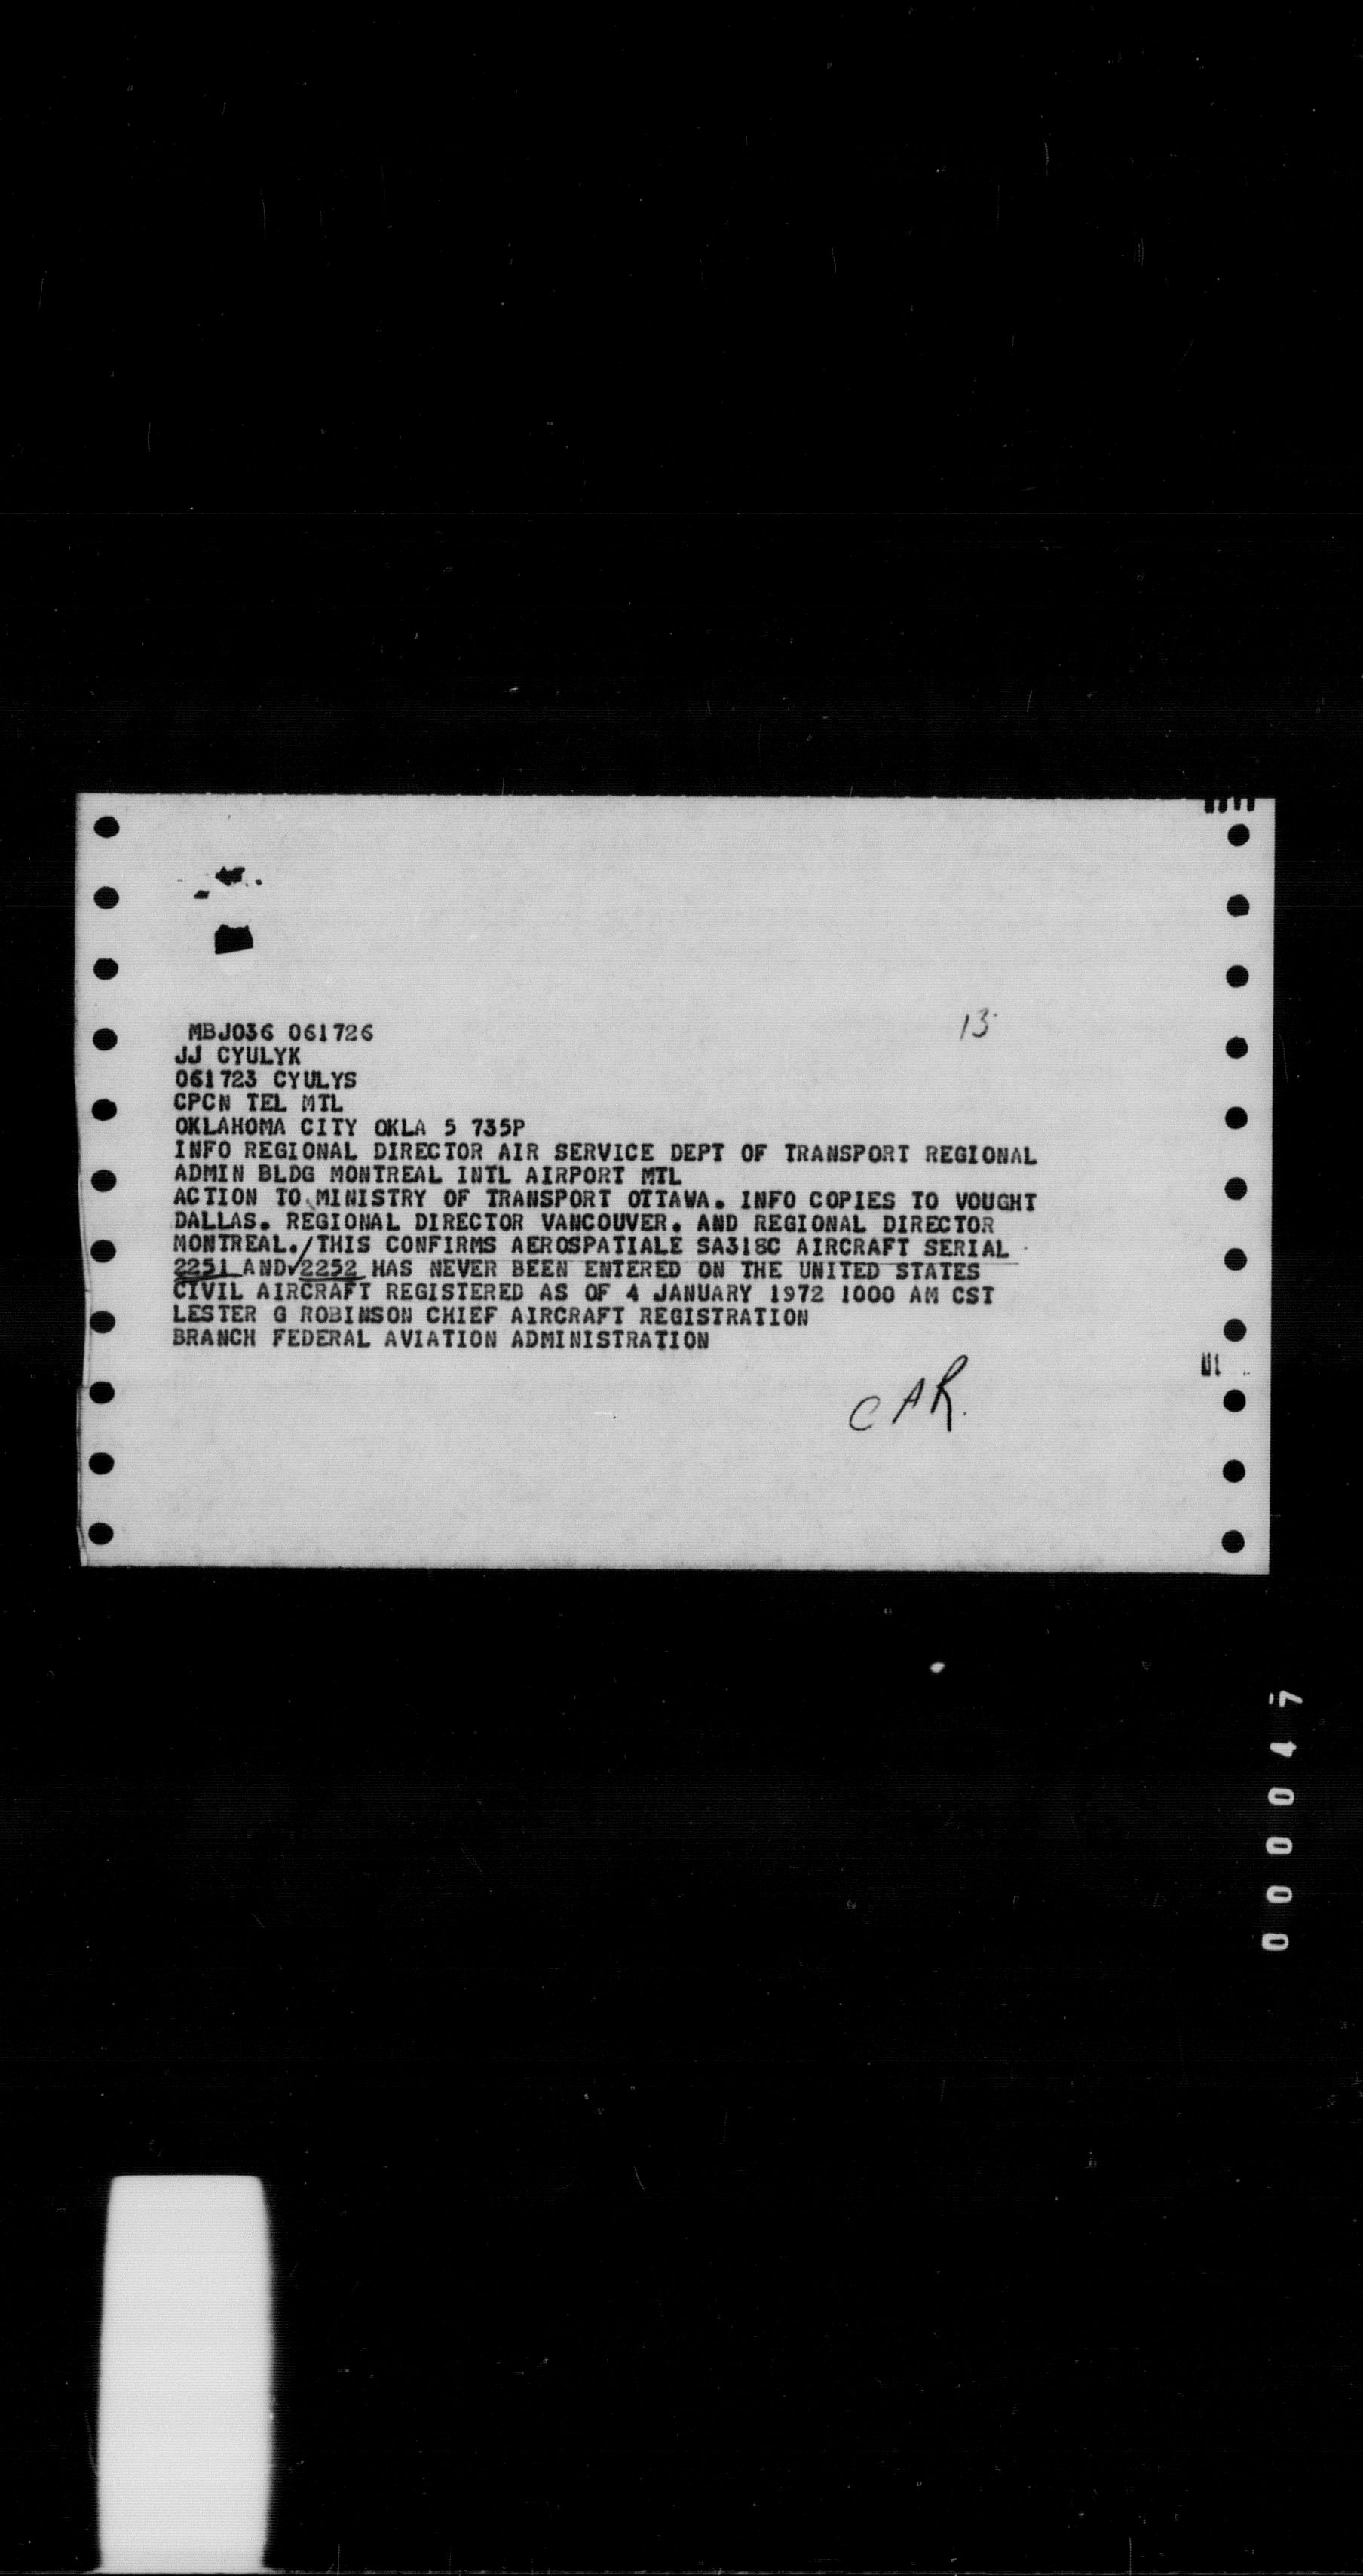 13
MBJ036 061726
JJ CYULYK
061723 CYULYS
CPCN TEL MTL
OKLAHOMA CITY OKLA 5 735P
INFO REGIONAL DIRECTOR AIR SERVICE DEPT OF TRANSPORT REGIONAL
ADMIN BLDG MONTREAL INTL AIRPORT MTL
ACTION TO MINISTRY OF TRANSPORT OTTAWA. INFO COPIES TO VOUGHT
DALLAS. REGIONAL DIRECTOR VANCOUVER. AND REGIONAL DIRECTOR
MONTREAL./THIS CONFIRMS AEROSPATIALE SA318C AIRCRAFT SERIAL
2251 AND √2252 HAS NEVER BEEN ENTERED ON THE UNITED STATES
CIVIL AIRCRAFT REGISTERED AS OF 4 JANUARY 1972 1000 AM CST
LESTER G ROBINSON CHIEF AIRCRAFT REGISTRATION
BRANCH FEDERAL AVIATION ADMINISTRATION
CAR.
000047